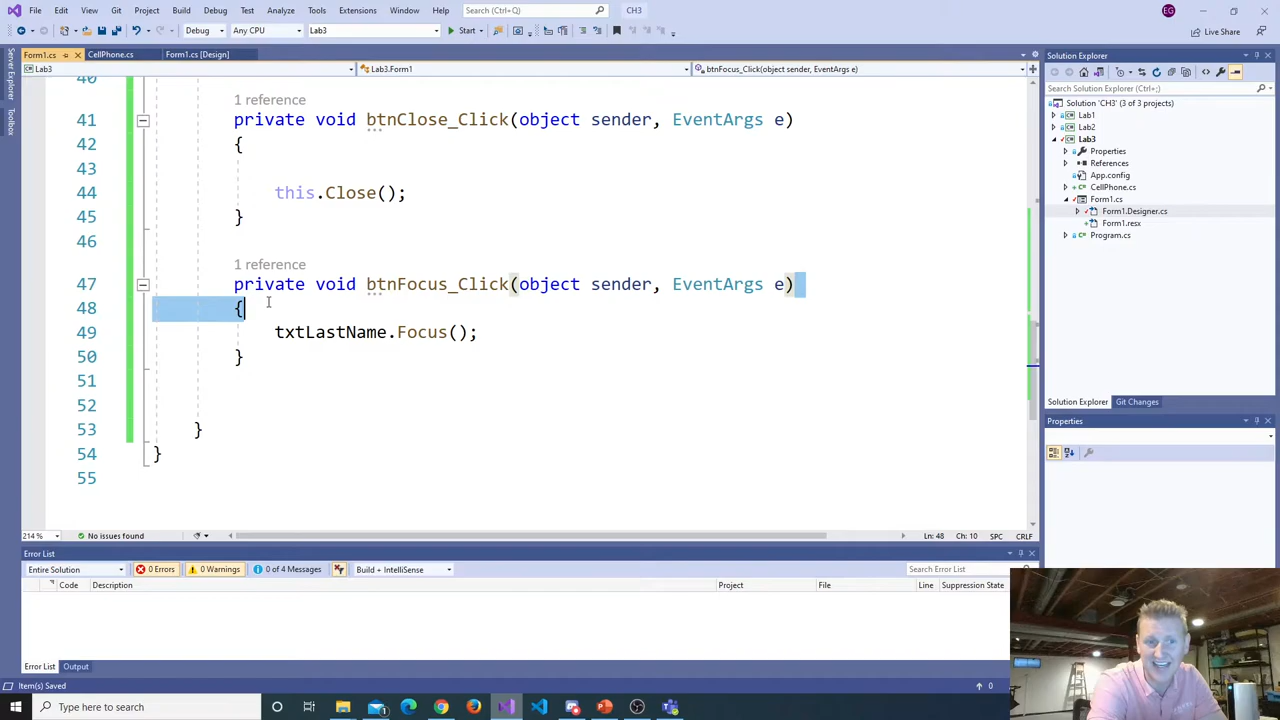 File Edit View Git Project Build Debug Test Analyze Tools Extensions Window Help Search (Ctrl+Q) CH3 EG
Debug Any CPU Lab3 Start Live Share
Form1.cs CellPhone.cs Form1.cs [Design]
Lab3 Lab3.Form1 btnFocus_Click(object sender, EventArgs e)
Server Explorer
Toolbox
40
1 reference
41 private void btnClose_Click(object sender, EventArgs e)
42 {
43
44 this.Close();
45 }
46
1 reference
47 private void btnFocus_Click(object sender, EventArgs e)
48 {
49 txtLastName.Focus();
50 }
51
52
53 }
54 }
55
214 % No issues found Ln: 48 Ch: 10 SPC CRLF
Solution Explorer
Search Solution Explorer (Ctrl+;)
Solution 'CH3' (3 of 3 projects)
Lab1
Lab2
Lab3
Properties
References
App.config
CellPhone.cs
Form1.cs
Form1.Designer.cs
Form1.resx
Program.cs
Solution Explorer Git Changes
Properties
Error List
Entire Solution 0 Errors 0 Warnings 0 of 4 Messages Build + IntelliSense Search Error List
Code Description Project File Line Suppression State
Error List Output
Item(s) Saved 0
Type here to search
1